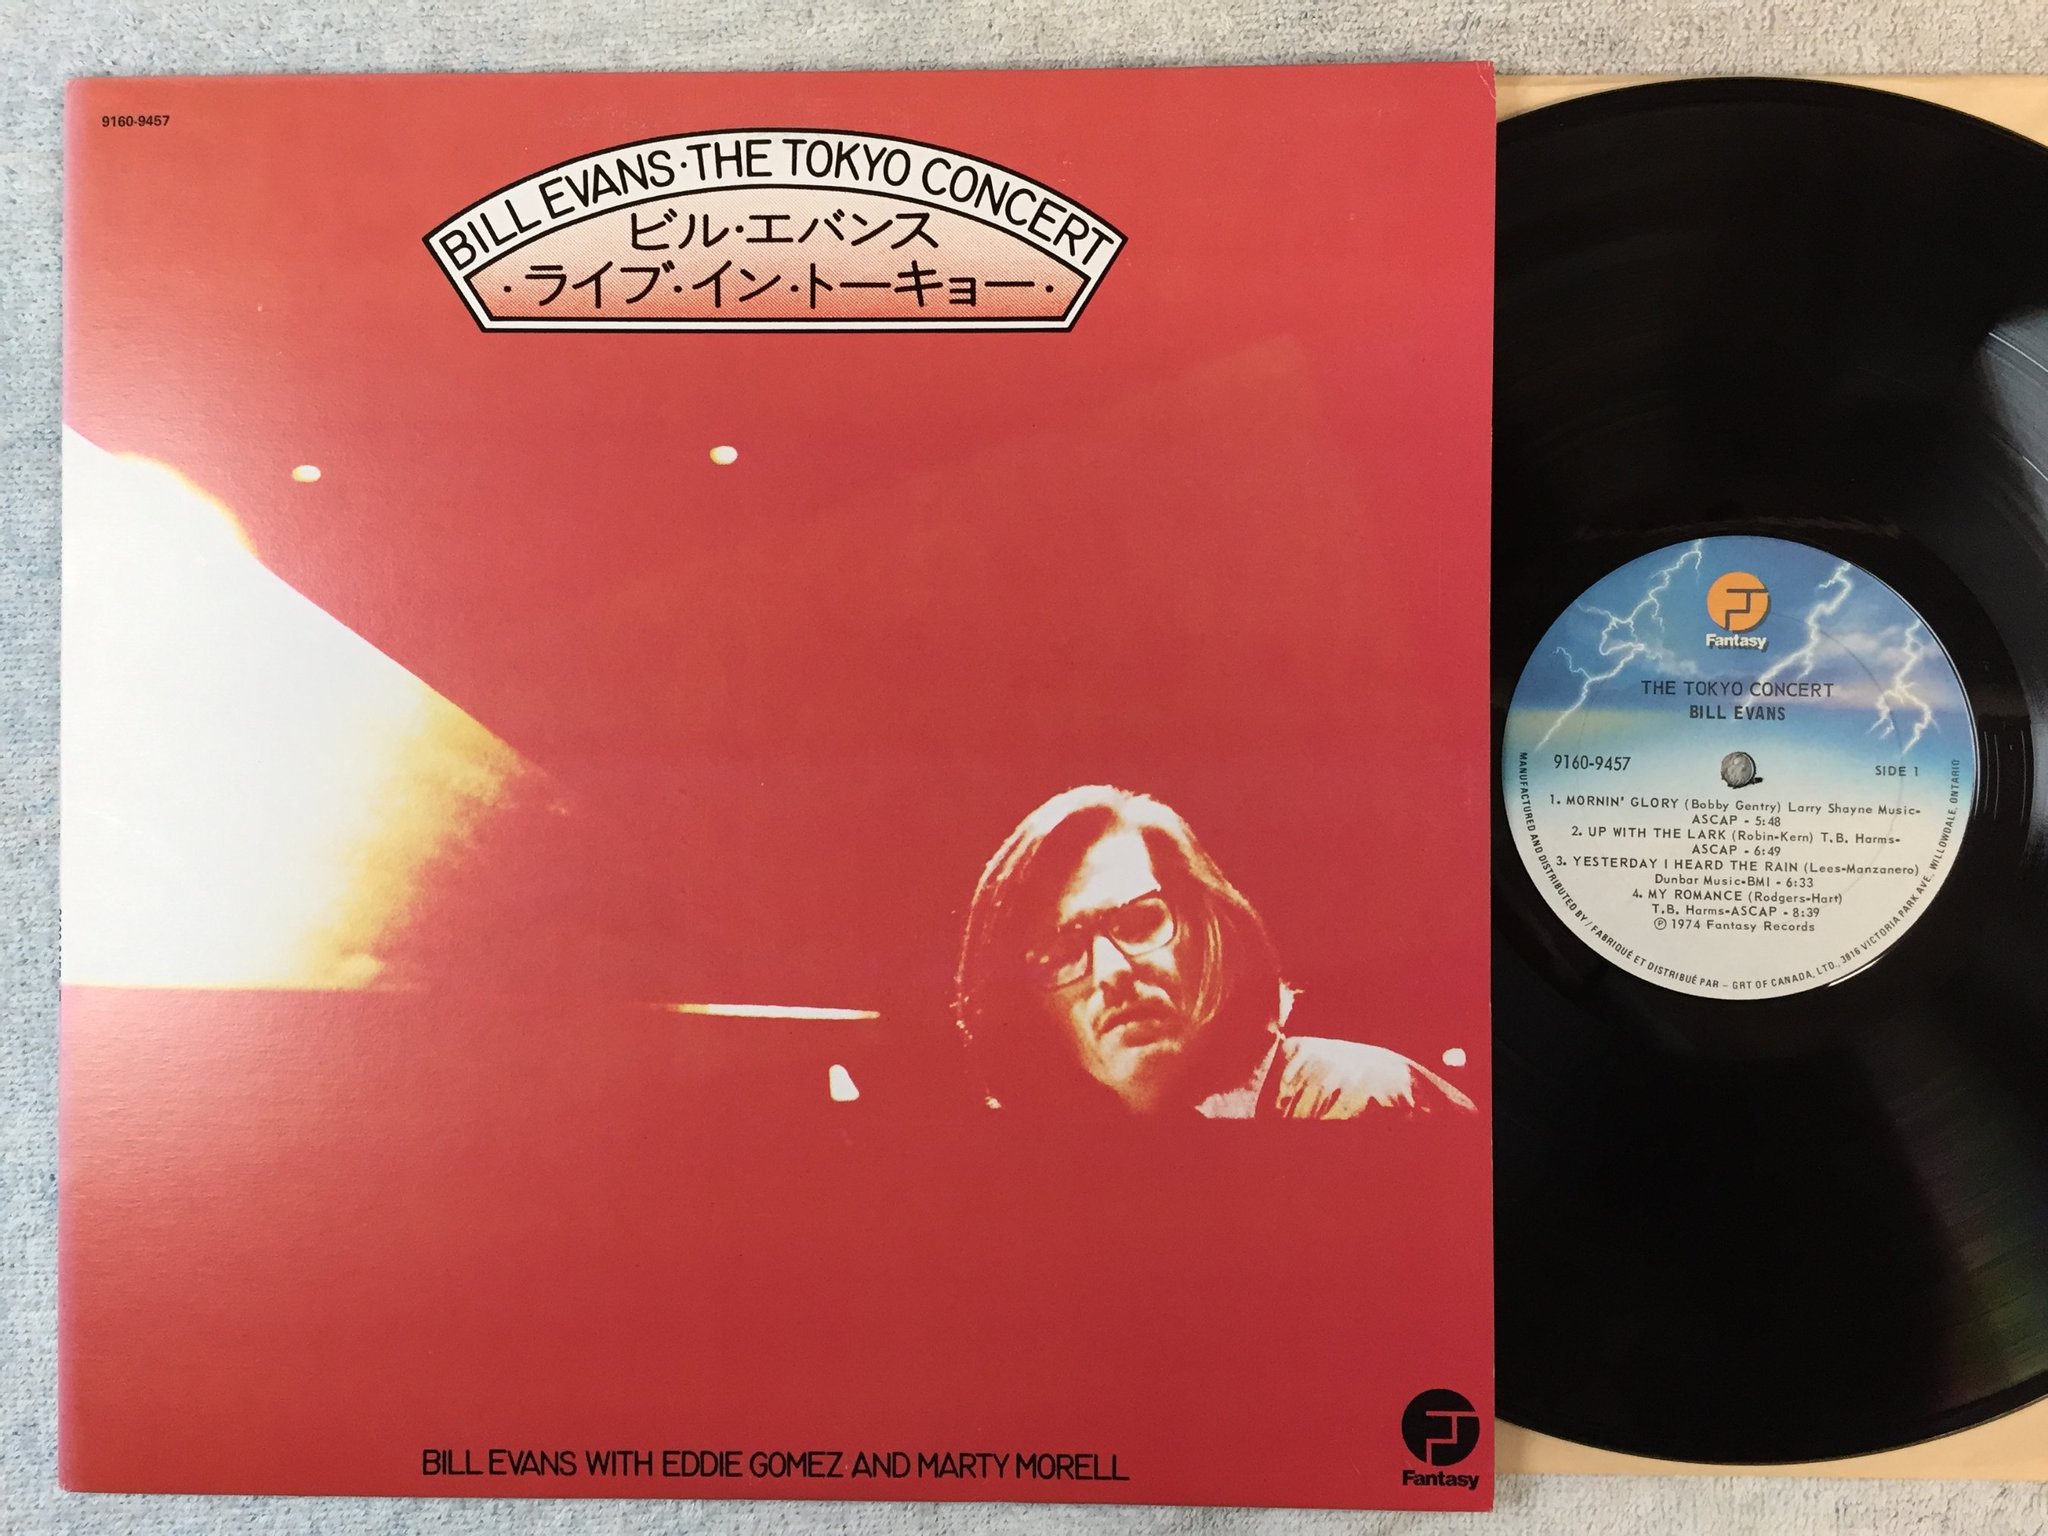 9160-9457
BILL EVANS·THE TOKYO CONCERT
ビル・エバンス
・ライブ・イン・トーキョー・
BILL EVANS WITH EDDIE GOMEZ AND MARTY MORELL
Fantasy
Fantasy
THE TOKYO CONCERT
BILL EVANS
9160-9457
SIDE 1
1. MORNIN' GLORY (Bobby Gentry) Larry Shayne Music-
ASCAP - 5:48
2. UP WITH THE LARK (Robin-Kern) T.B. Harms-
ASCAP - 6:49
3. YESTERDAY I HEARD THE RAIN (Lees-Manzanero)
Dunbar Music-BMI - 6:33
4. MY ROMANCE (Rodgers-Hart)
T.B. Harms-ASCAP - 8:39
℗ 1974 Fantasy Records
MANUFACTURED AND DISTRIBUTED BY / FABRIQUÉ ET DISTRIBUÉ PAR – GRT OF CANADA, LTD., 3816 VICTORIA PARK AVE., WILLOWDALE, ONTARIO